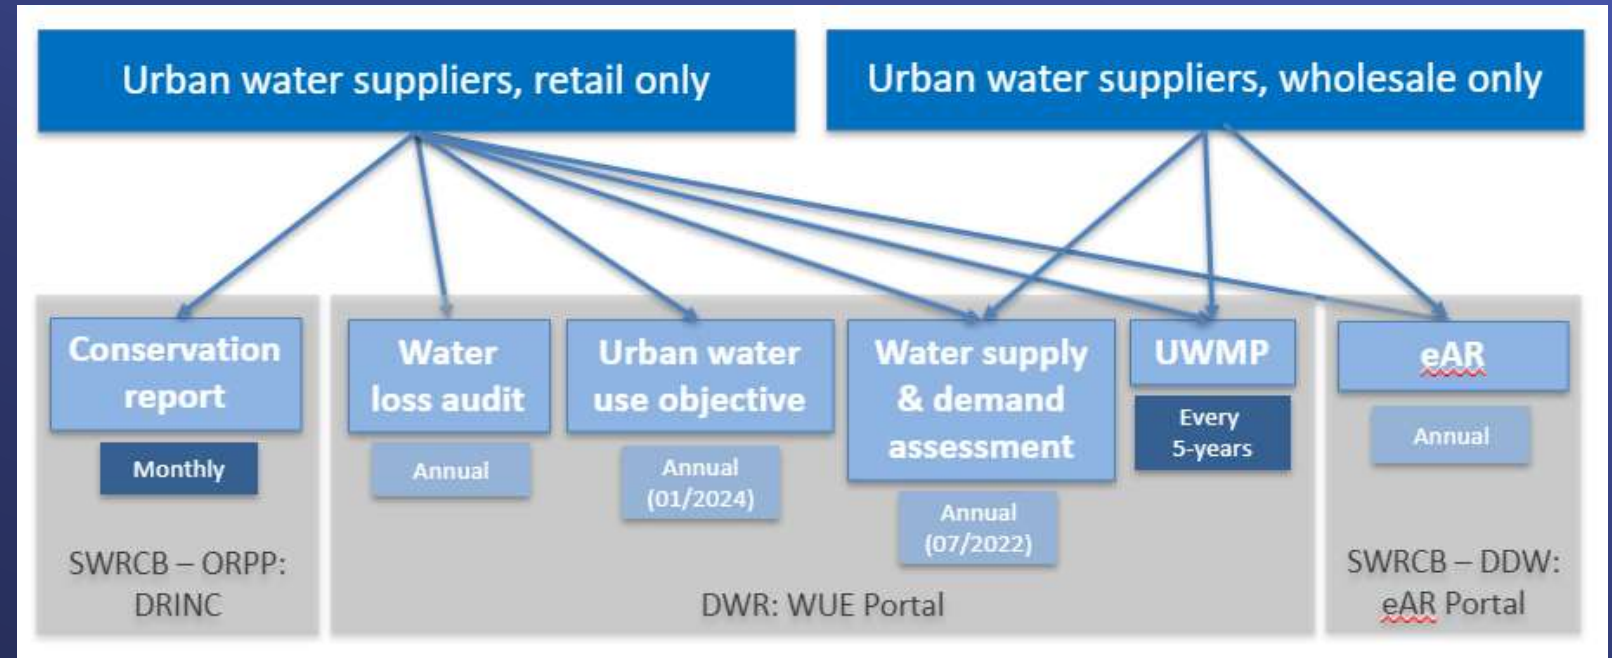 Urban water suppliers, retail only
Urban water suppliers, wholesale only
Conservation
report
Monthly
SWRCB – ORPP:
DRINC
Water
loss audit
Annual
Urban water
use objective
Annual
(01/2024)
Water supply
& demand
assessment
Annual
(07/2022)
UWMP
Every
5-years
DWR: WUE Portal
eAR
Annual
SWRCB – DDW:
eAR Portal